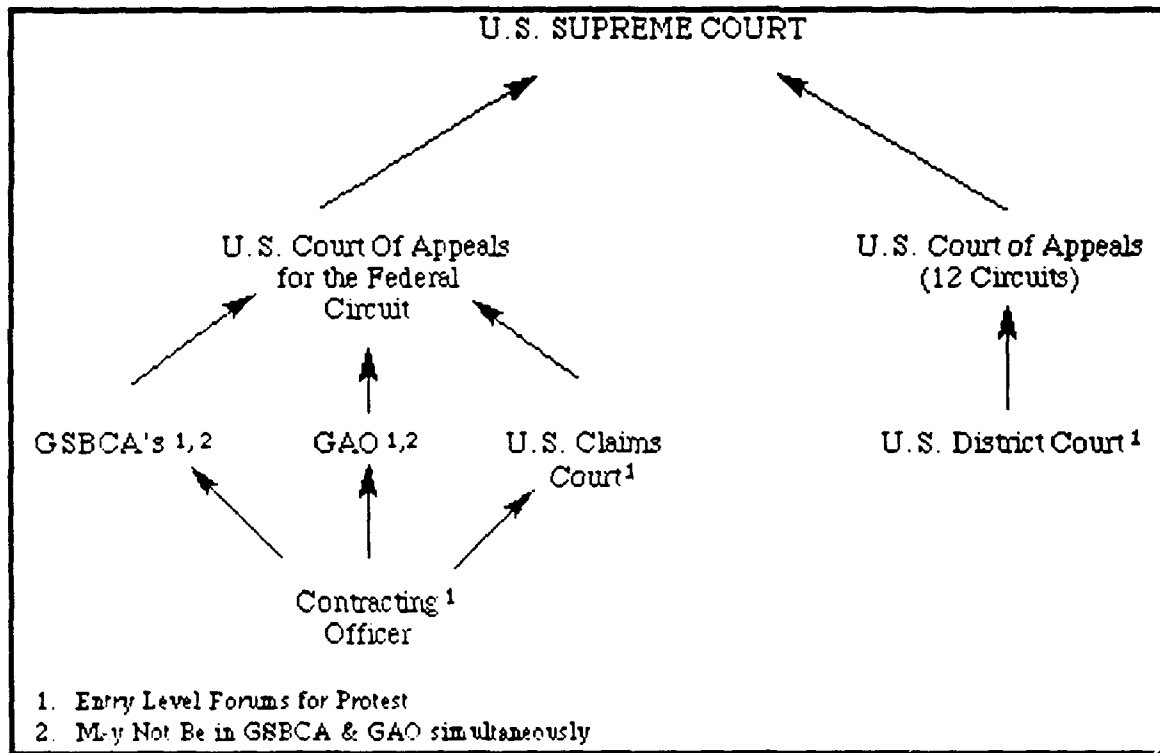 U.S. SUPREME COURT
U.S. Court Of Appeals
for the Federal
Circuit
U.S. Court of Appeals
(12 Circuits)
GSBCA's 1,2
GAO 1,2
U.S. Claims
Court 1
U.S. District Court 1
Contracting 1
Officer
1. Entry Level Forums for Protest
2. May Not Be in GSBCA & GAO simultaneously